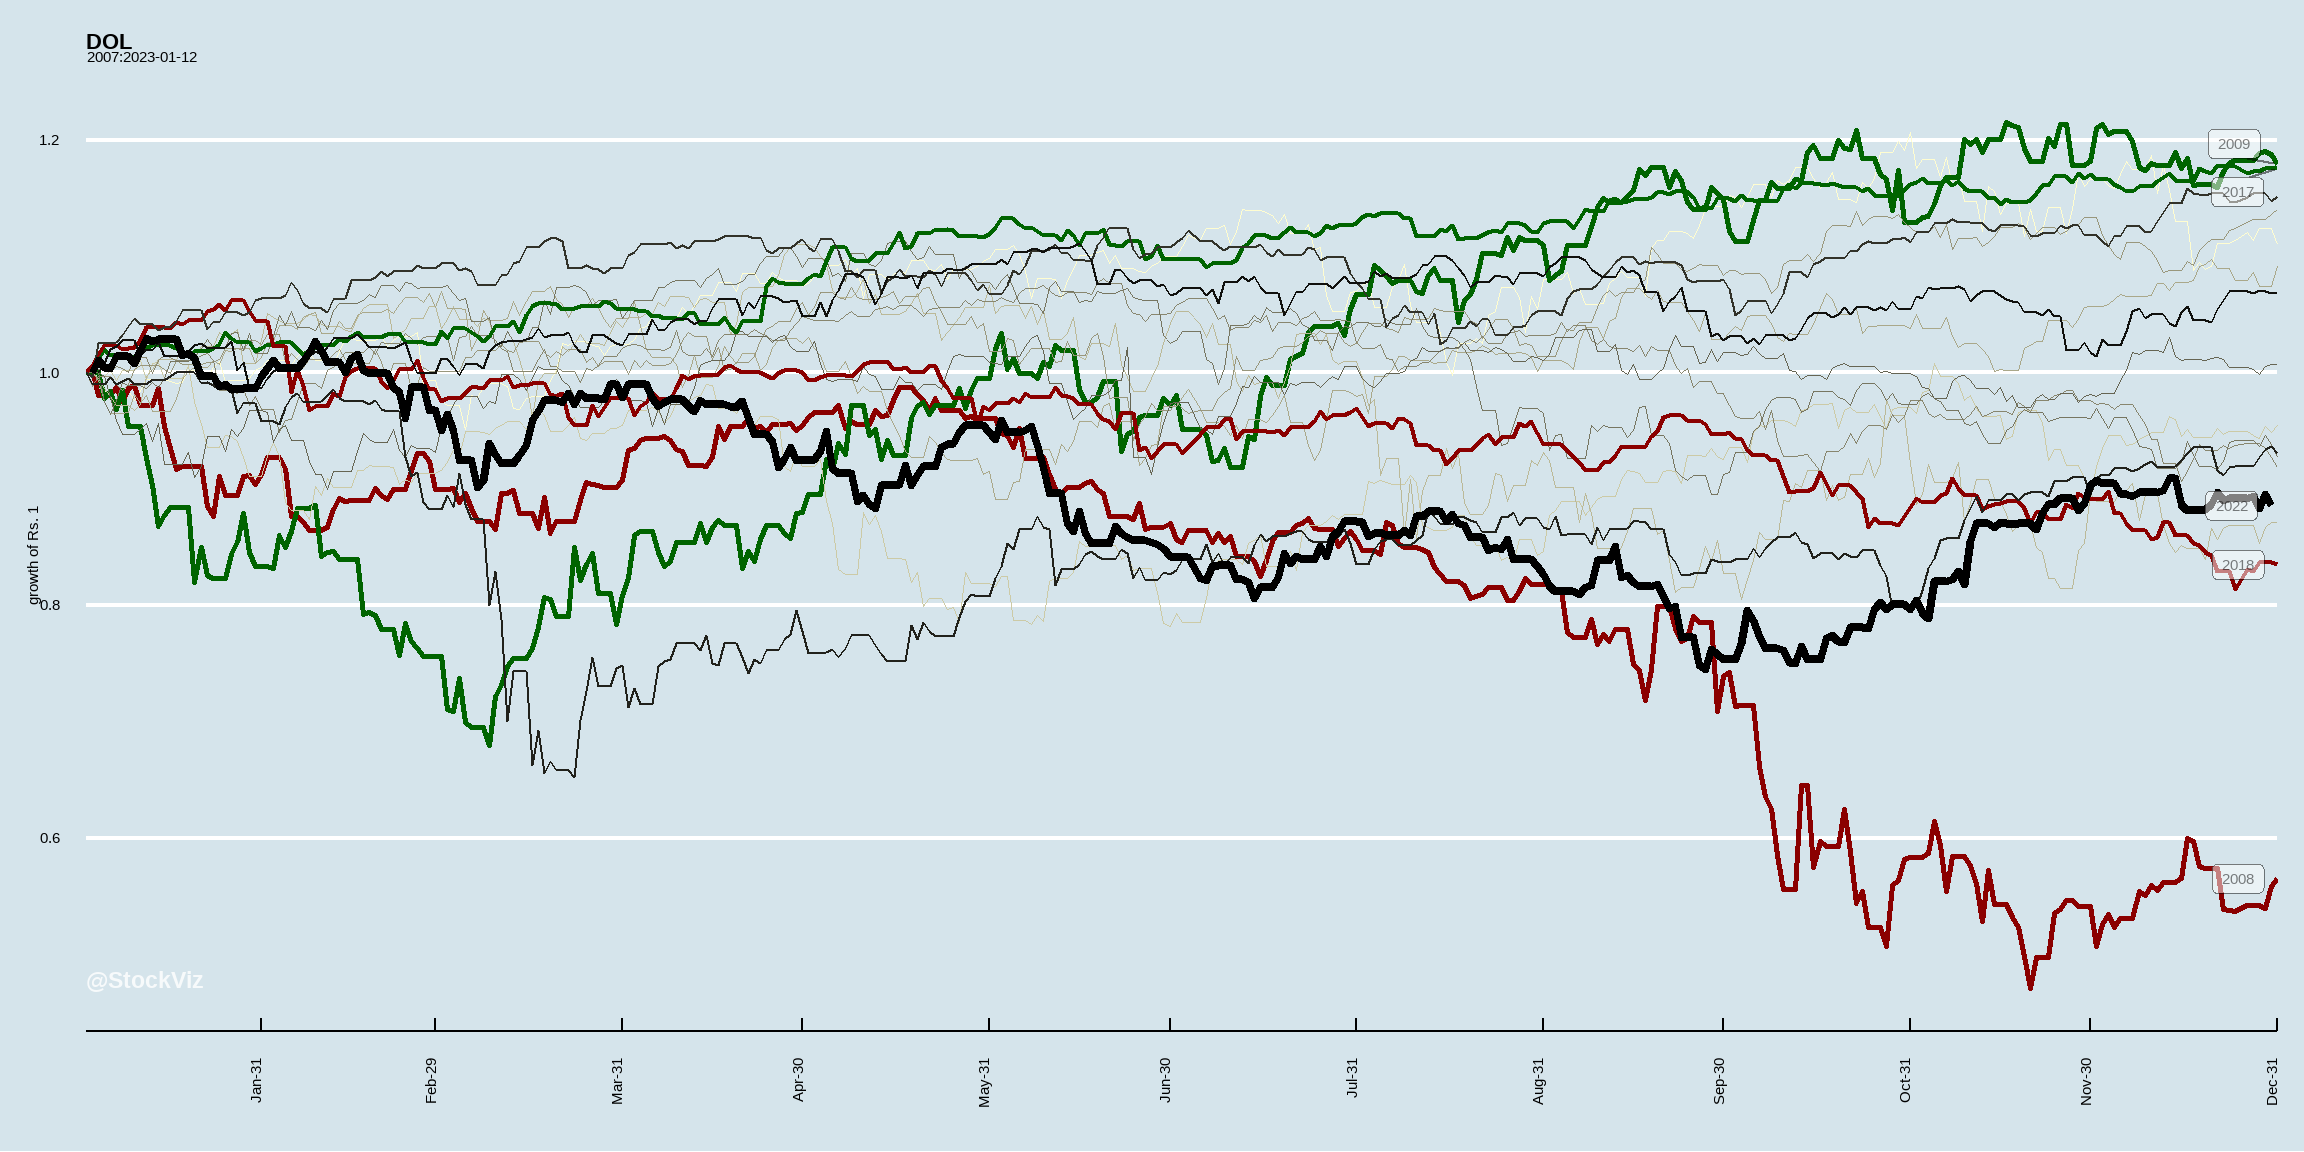 DOL
2007:2023-01-12
1.2
1.0
0.8
0.6
growth of Rs. 1
2009
2017
2022
2018
2008
@StockViz
Jan-31
Feb-29
Mar-31
Apr-30
May-31
Jun-30
Jul-31
Aug-31
Sep-30
Oct-31
Nov-30
Dec-31